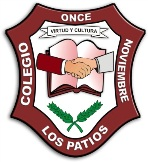 ONCE
VIRTUD Y CULTURA
COLEGIO
NOVIEMBRE
LOS PATIOS